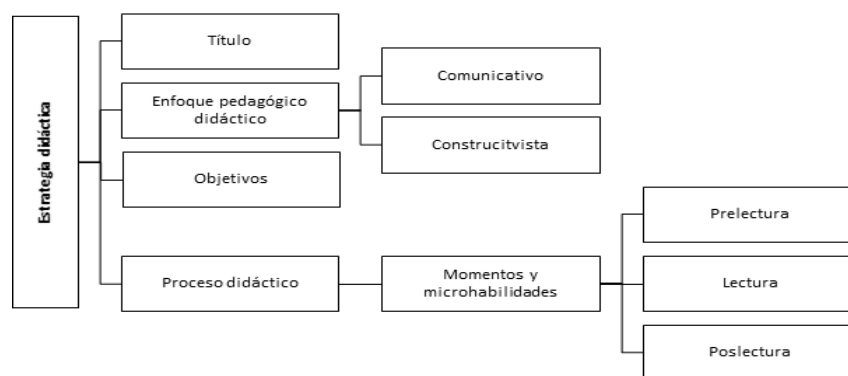 Estrategia didáctica
Título
Enfoque pedagógico
didáctico
Comunicativo
Construcitvista
Objetivos
Proceso didáctico
Momentos y
microhabilidades
Prelectura
Lectura
Poslectura